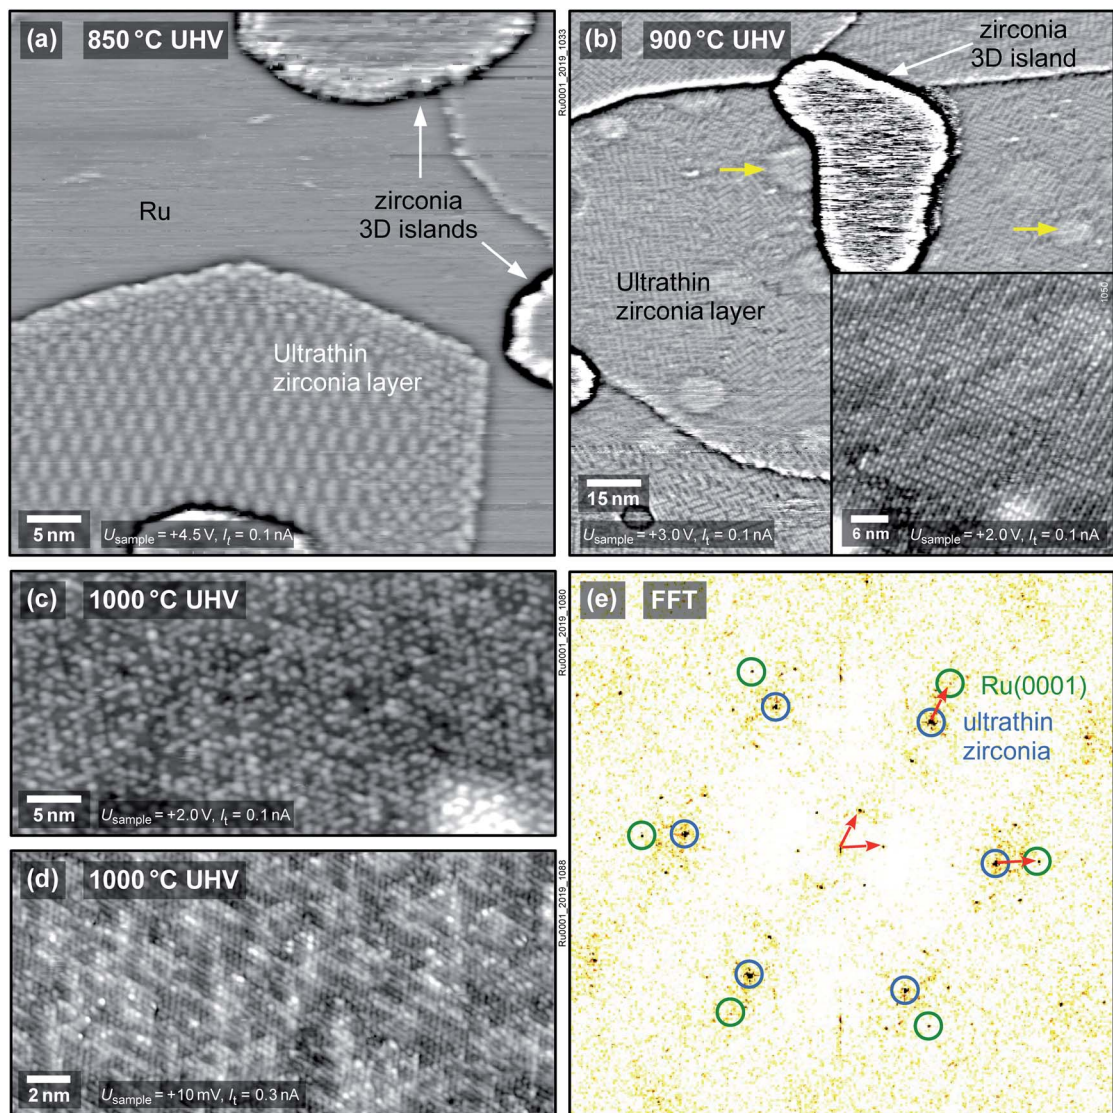 (a) 850 °C UHV
Ru
zirconia
3D islands
Ultrathin
zirconia layer
5 nm
Usample = +4.5 V, It = 0.1 nA
Ru0001_2019_1033
(b) 900 °C UHV
zirconia
3D island
Ultrathin
zirconia layer
15 nm
Usample = +3.0 V, It = 0.1 nA
1050
6 nm
Usample = +2.0 V, It = 0.1 nA
(c) 1000 °C UHV
5 nm
Usample = +2.0 V, It = 0.1 nA
Ru0001_2019_1080
(d) 1000 °C UHV
2 nm
Usample = +10 mV, It = 0.3 nA
Ru0001_2019_1088
(e) FFT
Ru(0001)
ultrathin
zirconia